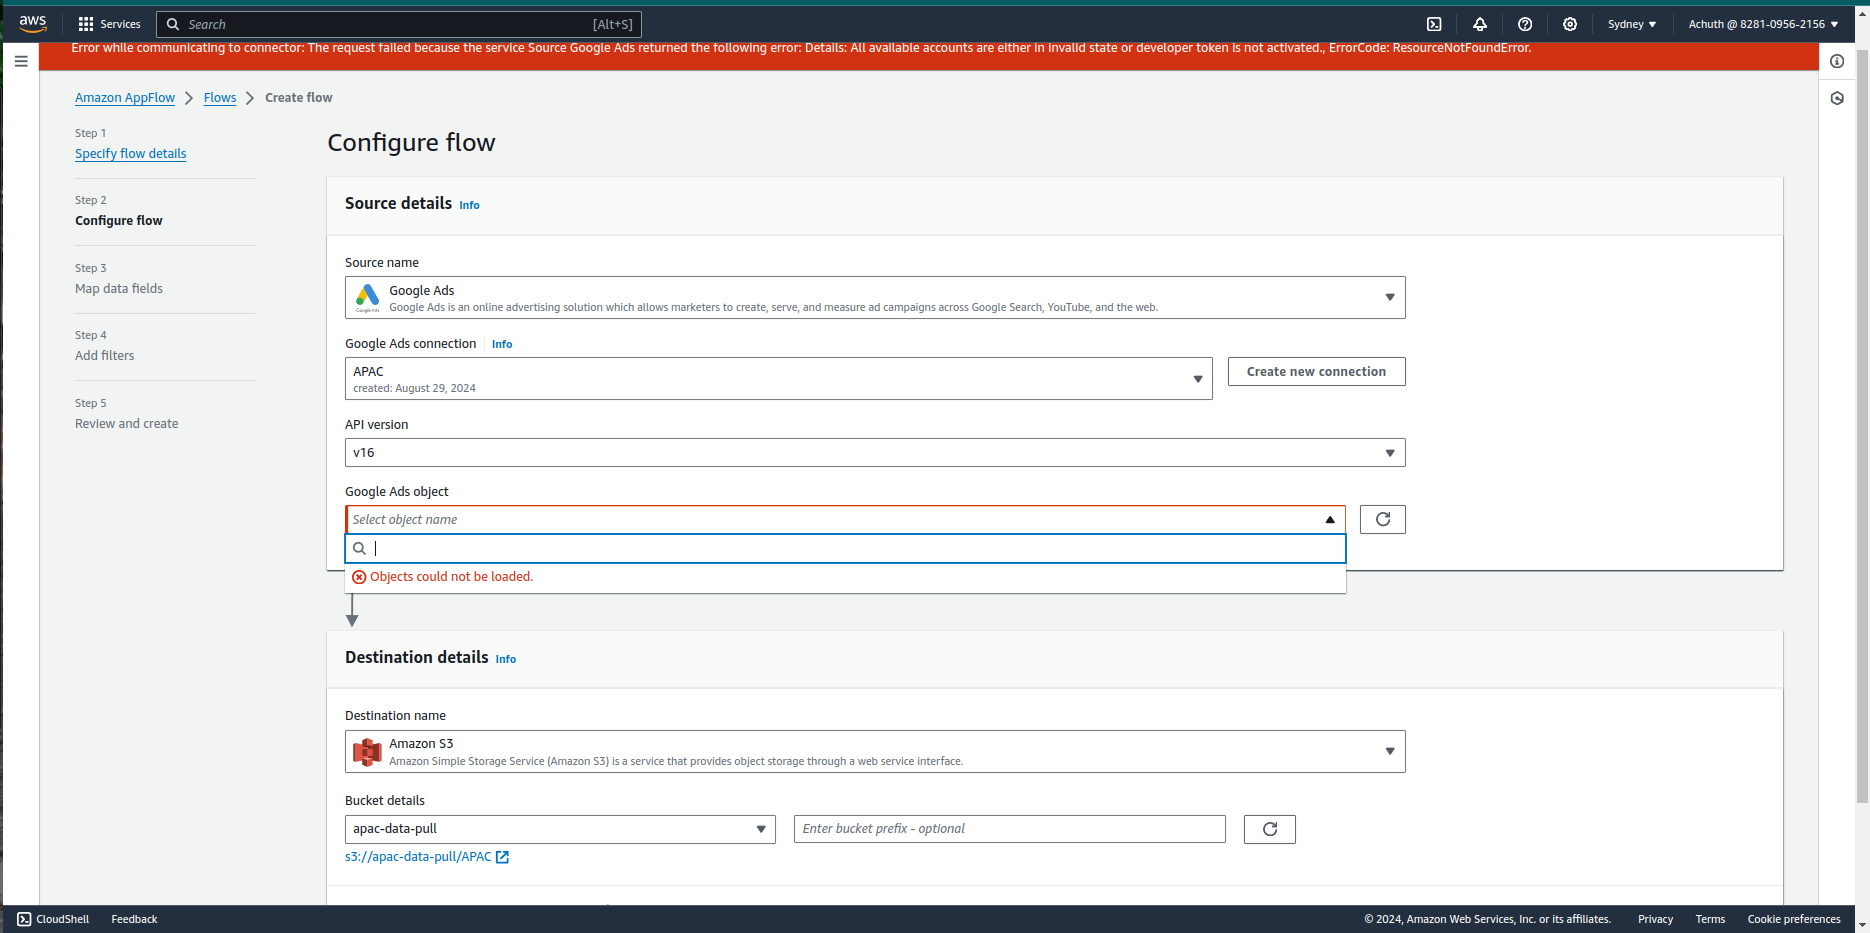 aws
Services
Search
[Alt+S]
Sydney
Achuth @ 8281-0956-2156
Error while communicating to connector: The request failed because the service Source Google Ads returned the following error: Details: All available accounts are either in invalid state or developer token is not activated., ErrorCode: ResourceNotFoundError.
Amazon AppFlow
Flows
Create flow
Step 1
Specify flow details
Step 2
Configure flow
Step 3
Map data fields
Step 4
Add filters
Step 5
Review and create
Configure flow
Source details Info
Source name
Google Ads
Google Ads
Google Ads is an online advertising solution which allows marketers to create, serve, and measure ad campaigns across Google Search, YouTube, and the web.
Google Ads connection Info
APAC
created: August 29, 2024
Create new connection
API version
v16
Google Ads object
Select object name
Objects could not be loaded.
Destination details Info
Destination name
Amazon S3
Amazon Simple Storage Service (Amazon S3) is a service that provides object storage through a web service interface.
Bucket details
apac-data-pull
Enter bucket prefix - optional
s3://apac-data-pull/APAC
CloudShell
Feedback
© 2024, Amazon Web Services, Inc. or its affiliates.
Privacy
Terms
Cookie preferences